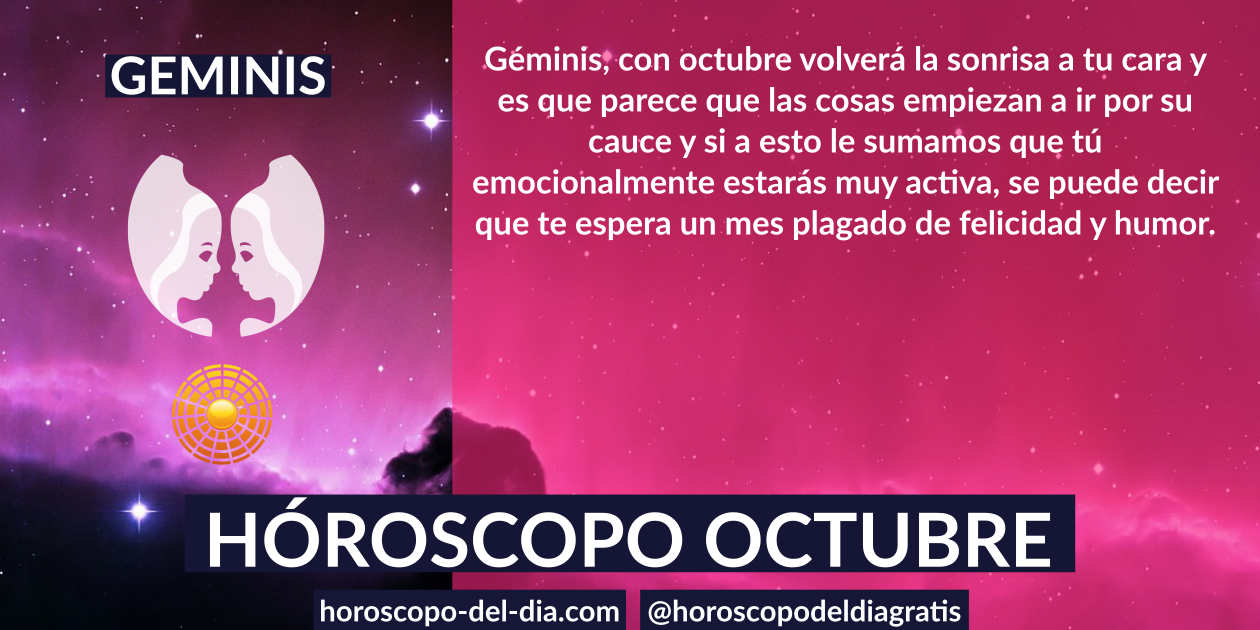 GEMINIS
Géminis, con octubre volverá la sonrisa a tu cara y
es que parece que las cosas empiezan a ir por su
cauce y si a esto le sumamos que tú
emocionalmente estarás muy activa, se puede decir
que te espera un mes plagado de felicidad y humor.
HÓROSCOPO OCTUBRE
horoscopo-del-dia.com
@horoscopodeldiagratis